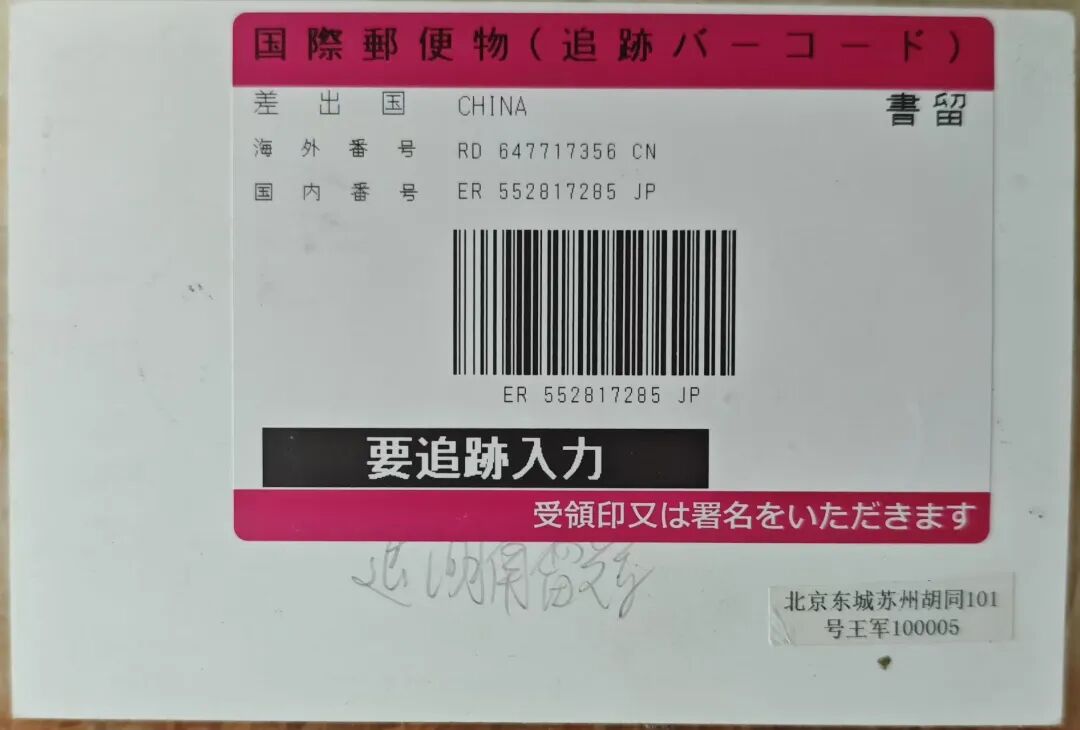 国際郵便物(追跡バーコード)
差出国 CHINA
書留
海外番号 RD 647717356 CN
国内番号 ER 552817285 JP
ER 552817285 JP
要追跡入力
受領印又は署名をいただきます
北京东城苏州胡同101
号王军100005